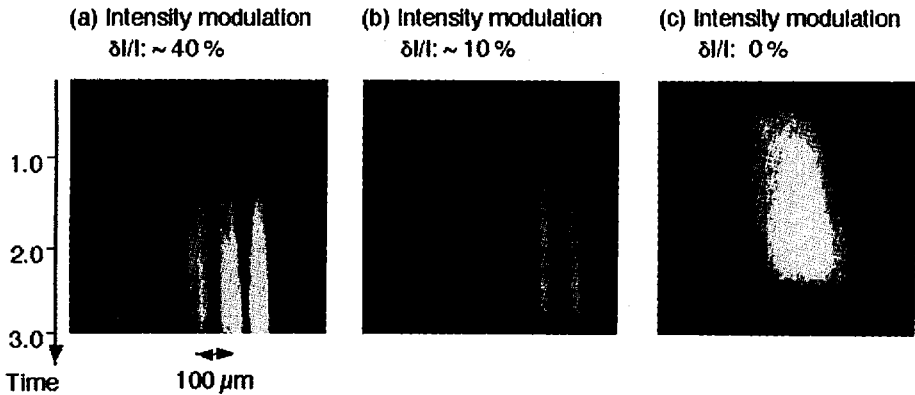 (a) Intensity modulation
δI/I: ~ 40 %
(b) Intensity modulation
δI/I: ~ 10 %
(c) Intensity modulation
δI/I: 0 %
1.0
2.0
3.0
Time
100 µm